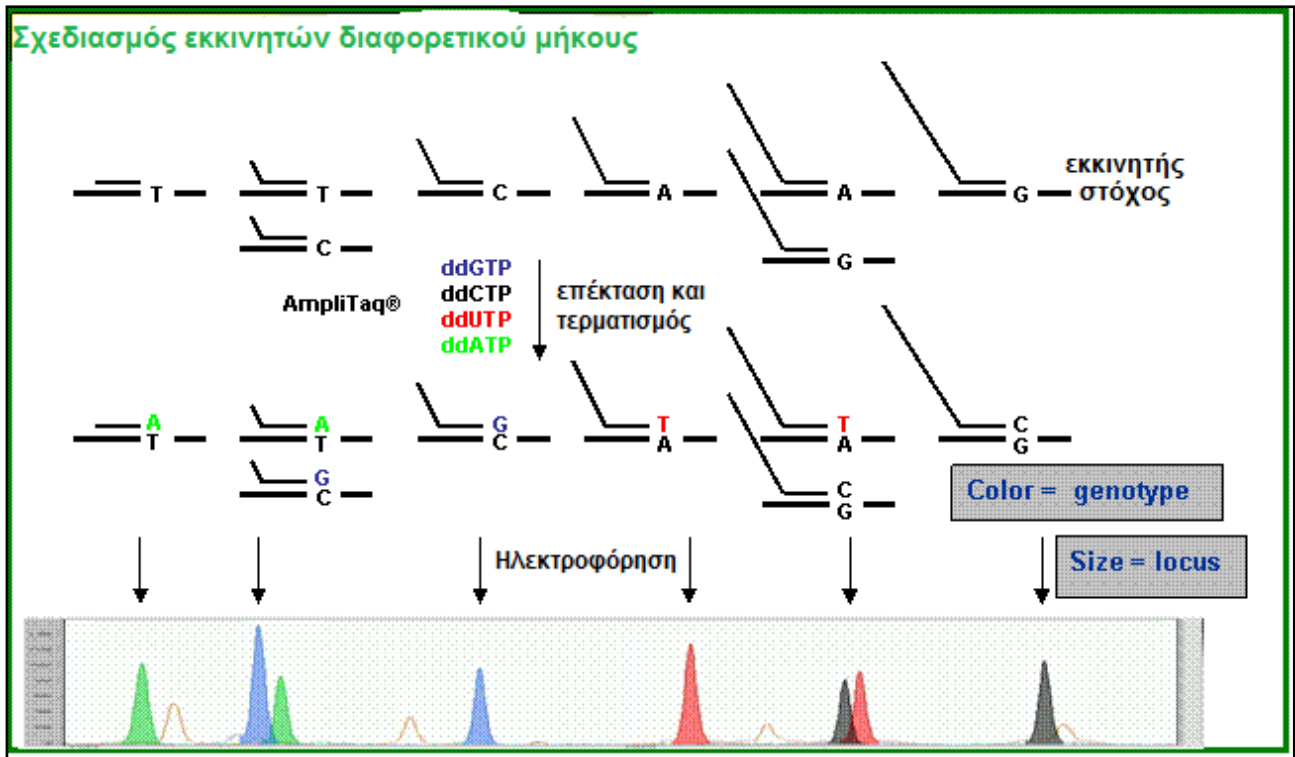 Σχεδιασμός εκκινητών διαφορετικού μήκους
T T C A A G
εκκινητής
στόχος
C G
ddGTP
ddCTP
ddUTP
ddATP
AmpliTaq®
επέκταση και
τερματισμός
A A G T T C
T T C A A G
G C
C G
Color = genotype
Ηλεκτροφόρηση
Size = locus